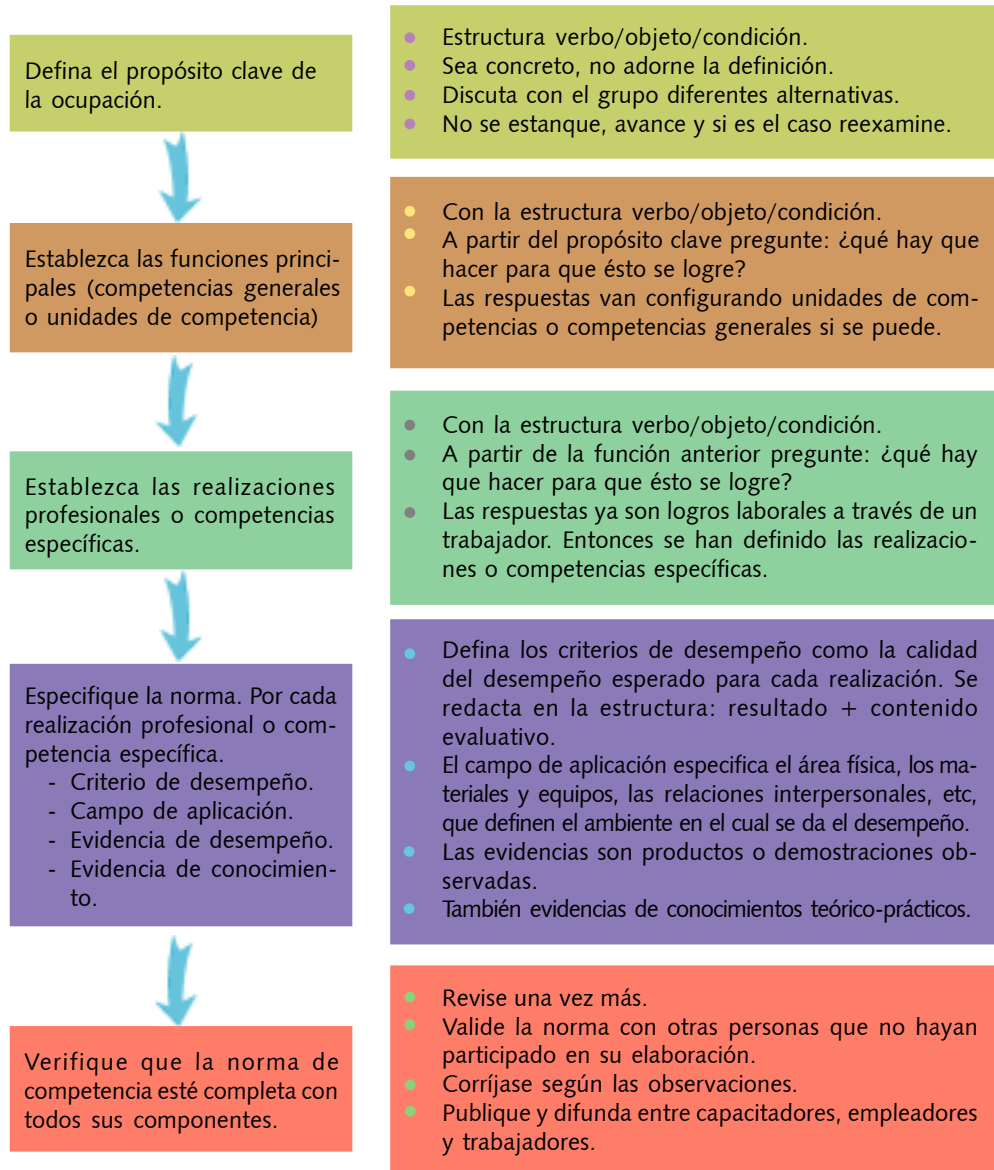 Defina el propósito clave de
la ocupación.
• Estructura verbo/objeto/condición.
• Sea concreto, no adorne la definición.
• Discuta con el grupo diferentes alternativas.
• No se estanque, avance y si es el caso reexamine.
Establezca las funciones princi-
pales (competencias generales
o unidades de competencia)
• Con la estructura verbo/objeto/condición.
• A partir del propósito clave pregunte: ¿qué hay que
hacer para que ésto se logre?
• Las respuestas van configurando unidades de com-
petencias o competencias generales si se puede.
Establezca las realizaciones
profesionales o competencias
específicas.
• Con la estructura verbo/objeto/condición.
• A partir de la función anterior pregunte: ¿qué hay
que hacer para que ésto se logre?
• Las respuestas ya son logros laborales a través de un
trabajador. Entonces se han definido las realizacio-
nes o competencias específicas.
Especifique la norma. Por cada
realización profesional o com-
petencia específica.
- Criterio de desempeño.
- Campo de aplicación.
- Evidencia de desempeño.
- Evidencia de conocimien-
to.
• Defina los criterios de desempeño como la calidad
del desempeño esperado para cada realización. Se
redacta en la estructura: resultado + contenido
evaluativo.
• El campo de aplicación especifica el área física, los ma-
teriales y equipos, las relaciones interpersonales, etc,
que definen el ambiente en el cual se da el desempeño.
• Las evidencias son productos o demostraciones ob-
servadas.
• También evidencias de conocimientos teórico-prácticos.
Verifique que la norma de
competencia esté completa con
todos sus componentes.
• Revise una vez más.
• Valide la norma con otras personas que no hayan
participado en su elaboración.
• Corríjase según las observaciones.
• Publique y difunda entre capacitadores, empleadores
y trabajadores.